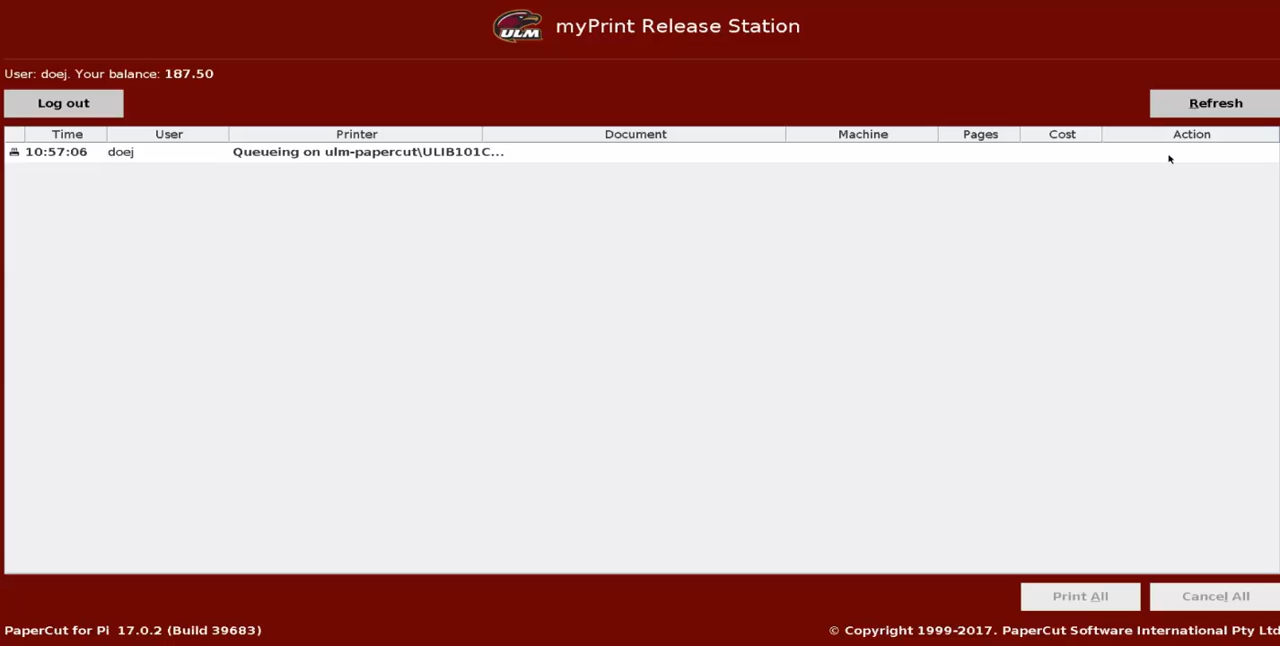 ULM myPrint Release Station
User: doej. Your balance: 187.50
Log out Refresh
Time User Printer Document Machine Pages Cost Action
10:57:06 doej Queueing on ulm-papercut\ULIB101C...
Print All Cancel All
PaperCut for Pi 17.0.2 (Build 39683) © Copyright 1999-2017. PaperCut Software International Pty Ltd